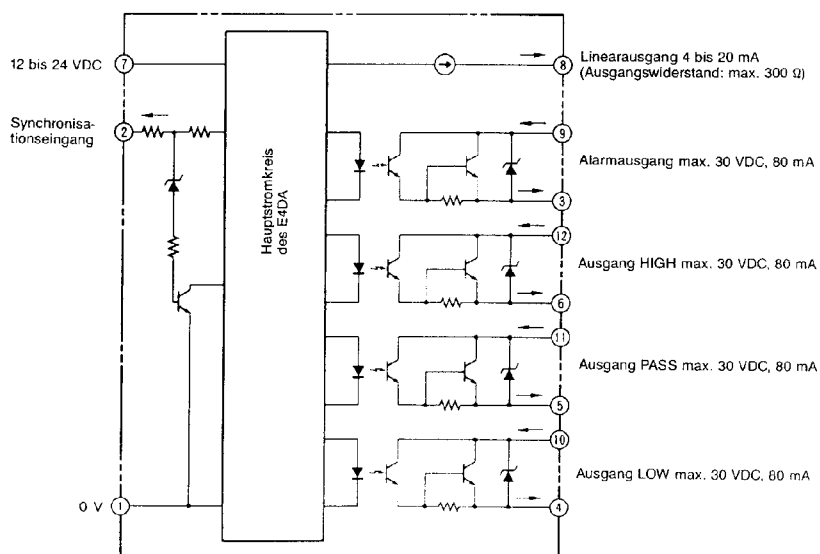 12 bis 24 VDC
7
8
Linearausgang 4 bis 20 mA
(Ausgangswiderstand: max. 300 Ω)
Synchronisa-
tionseingang
2
Hauptstromkreis
des E4DA
9
Alarmausgang max. 30 VDC, 80 mA
3
12
Ausgang HIGH max. 30 VDC, 80 mA
6
11
Ausgang PASS max. 30 VDC, 80 mA
5
10
Ausgang LOW max. 30 VDC, 80 mA
4
0 V
1